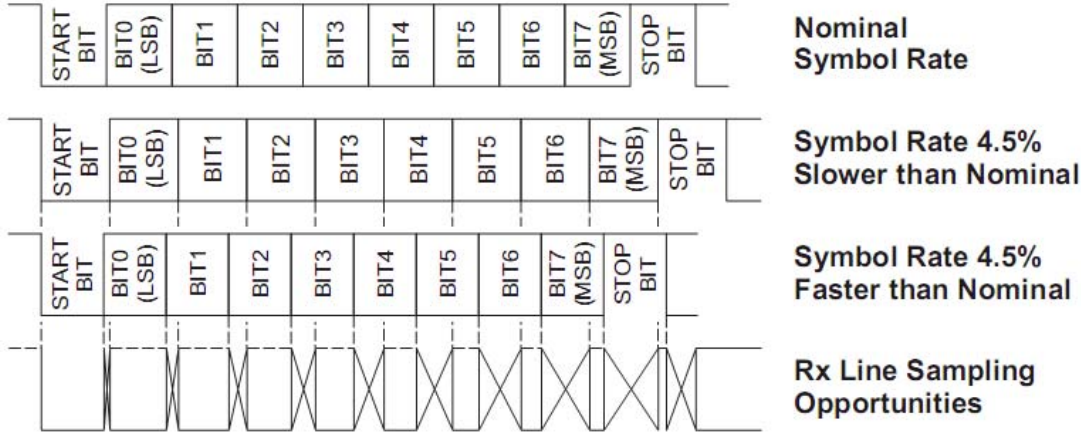 START
BIT
BIT0
(LSB)
BIT1
BIT2
BIT3
BIT4
BIT5
BIT6
BIT7
(MSB)
STOP
BIT
Nominal
Symbol Rate
START
BIT
BIT0
(LSB)
BIT1
BIT2
BIT3
BIT4
BIT5
BIT6
BIT7
(MSB)
STOP
BIT
Symbol Rate 4.5%
Slower than Nominal
START
BIT
BIT0
(LSB)
BIT1
BIT2
BIT3
BIT4
BIT5
BIT6
BIT7
(MSB)
STOP
BIT
Symbol Rate 4.5%
Faster than Nominal
Rx Line Sampling
Opportunities